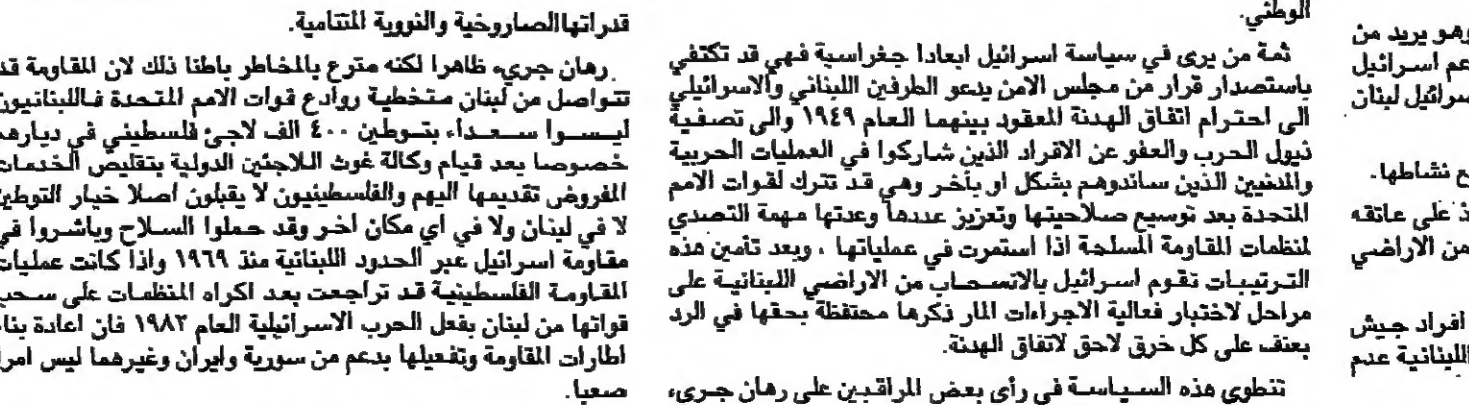 وهو يريد من
عم اسرائيل
سرائيل لبنان
ع نشاطها.
ذ على عاتقه
من الاراضي
افراد جيش
اللبنانية عدم
الوطني.
ثمة من يرى في سياسة اسرائيل ابعادا جغراسية فهي قد تكتفي
باستصدار قرار من مجلس الامن يدعو الطرفين اللبناني والاسرائيلي
الى احترام اتفاق الهدنة المعقود بينهما العام ١٩٤٩ والى تصفية
ذيول الحرب والعفو عن الافراد الذين شاركوا في العمليات الحربية
والمدنيين الذين ساندوهم بشكل او بأخر وهي قد تترك لقوات الامم
المتحدة بعد توسيع صلاحيتها وتعزيز عددها وعدتها مهمة التصدي
لمنظمات المقاومة المسلحة اذا استمرت في عملياتها ، وبعد تأمين هذه
الترتيبات تقوم اسرائيل بالانسحاب من الاراضي اللبنانية على
مراحل لاختبار فعالية الاجراءات المار ذكرها محتفظة بحقها في الرد
بعنف على كل خرق لاحق لاتفاق الهدنة.
تنطوي هذه السياسة في رأي بعض المراقبين على رهان جريء
قدراتها الصاروخية والنووية المتنامية.
رهان جريء ظاهرا لكنه مترع بالمخاطر باطنا ذلك لان المقاومة قد
تتواصل من لبنان متخطية روادع قوات الامم المتحدة فاللبنانيون
ليسوا سعداء بتوطين ٤٠٠ الف لاجئ فلسطيني في ديارهم
خصوصا بعد قيام وكالة غوث اللاجئين الدولية بتقليص الخدمات
المفروض تقديمها اليهم والفلسطينيون لا يقبلون اصلا خيار التوطين
لا في لبنان ولا في اي مكان اخر وقد حملوا السلاح وباشروا في
مقاومة اسرائيل عبر الحدود اللبنانية منذ ١٩٦٩ واذا كانت عمليات
المقاومة الفلسطينية قد تراجعت بعد اكراه المنظمات على سحب
قواتها من لبنان بفعل الحرب الاسرائيلية العام ١٩٨٢ فان اعادة بناء
اطارات المقاومة وتفعيلها بدعم من سورية وايران وغيرهما ليس امرا
صعبا.